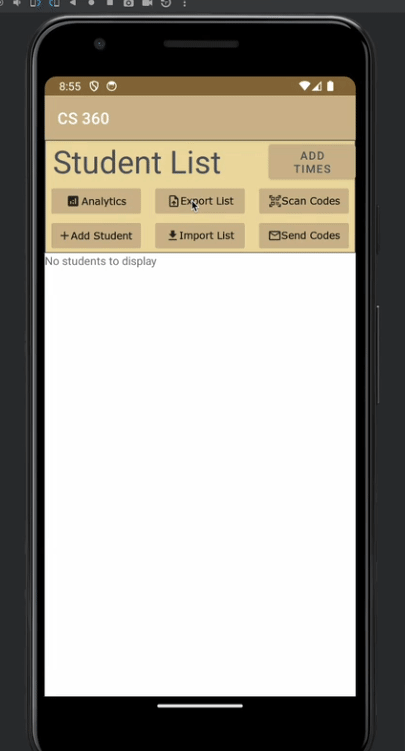 8:55
CS 360
Student List
ADD
TIMES
Analytics
Export List
Scan Codes
+Add Student
Import List
Send Codes
No students to display